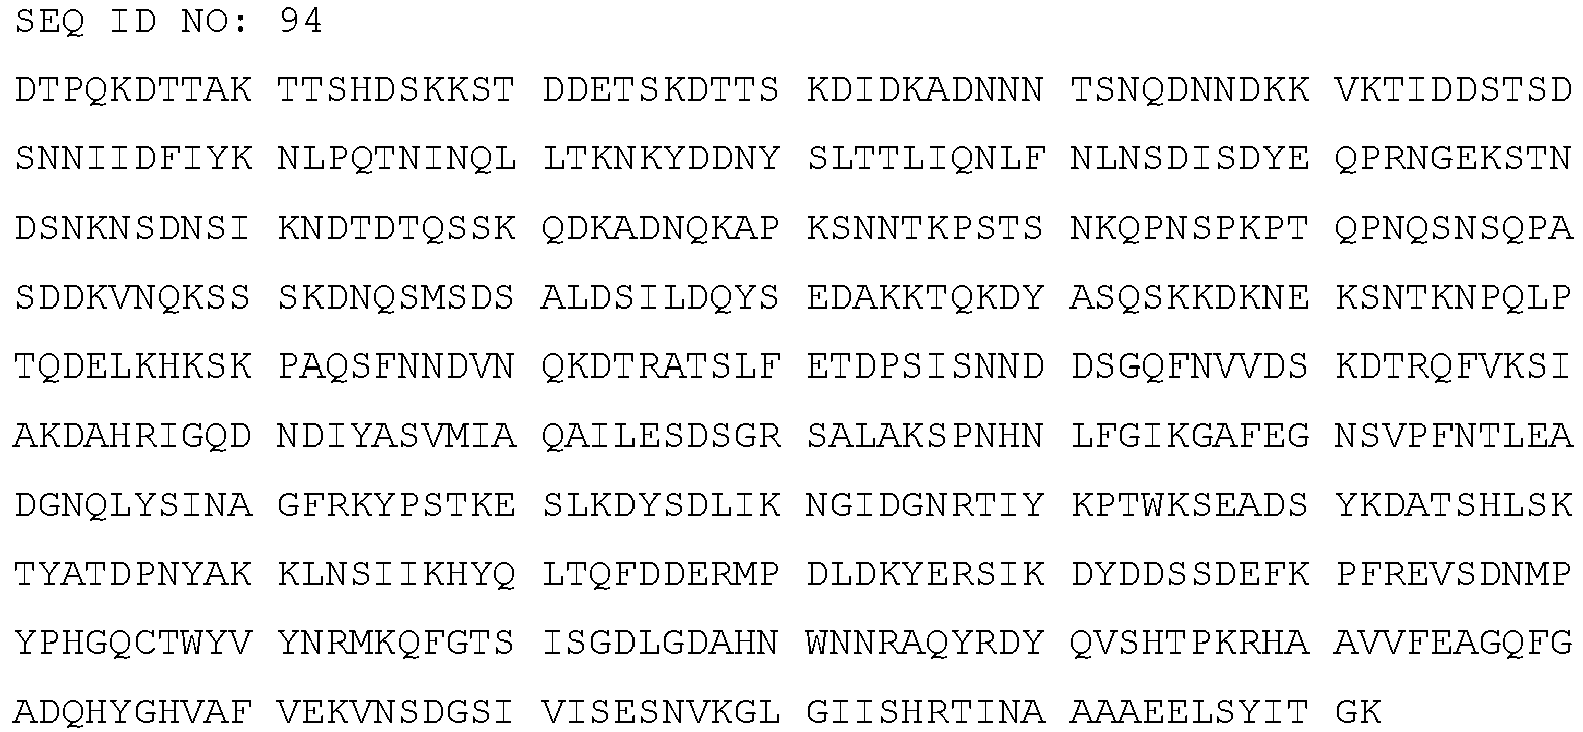 SEQ ID NO: 94
DTPQKDTTAK TTSHDSKKST DDETSKDTTS KDIDKADNNN TSNQDNNDKK VKTIDDSTSD
SNNIIDFIYK NLPQTNINQL LTKNKYDDNY SLTTLIQNLF NLNSDISDYE QPRNGEKSTN
DSNKNSDNSI KNDTDTQSSK QDKADNQKAP KSNNTKPSTS NKQPNSPKPT QPNQSNSQPA
SDDKVNQKSS SKDNQSMSDS ALDSILDQYS EDAKKTQKDY ASQSKKDKNE KSNTKNPQLP
TQDELKHKSK PAQSFNNDVN QKDTRATSLF ETDPSISNND DSGQFNVVDS KDTRQFVKSI
AKDAHRIGQD NDIYASVMIA QAILESDSGR SALAKSPNHN LFGIKGAFEG NSVPFNTLEA
DGNQLYSINA GFRKYPSTKE SLKDYSDLIK NGIDGNRTIY KPTWKSEADS YKDATSHLSK
TYATDPNYAK KLNSIIKHYQ LTQFDDERMP DLDKYERSIK DYDDSSDEFK PFREVSDNMP
YPHGQCTWYV YNRMKQFGTS ISGDLGDAHN WNNRAQYRDY QVSHTPKRHA AVVFEAGQFG
ADQHYGHVAF VEKVNSDGSI VISESNVKGL GIISHRTINA AAAEELSYIT GK